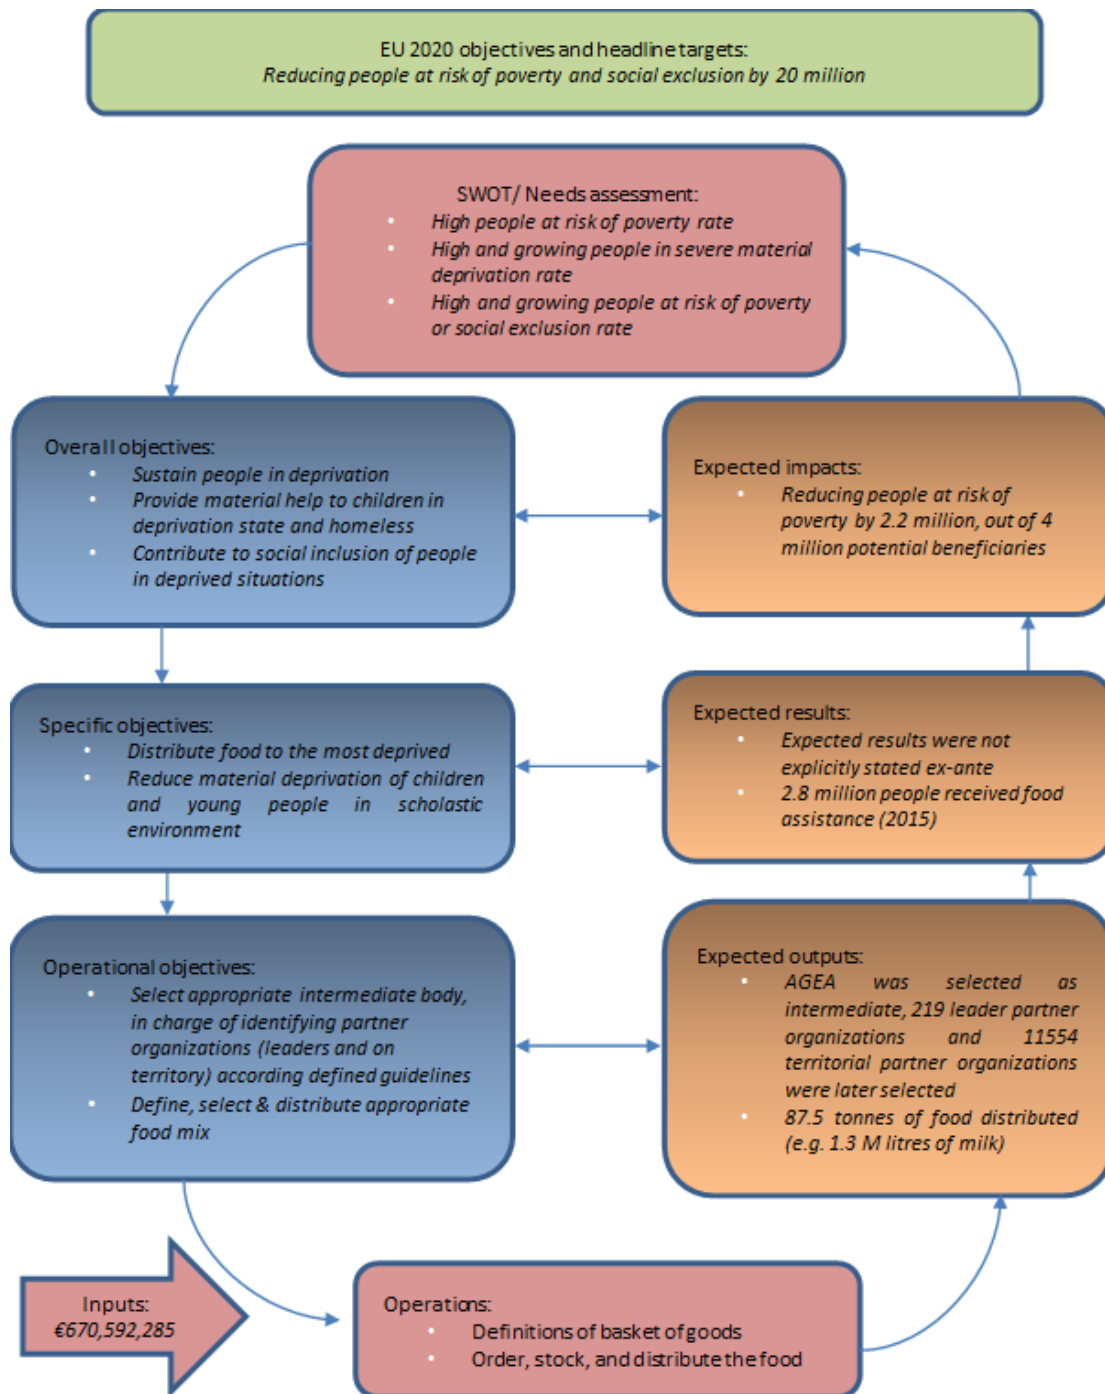 EU 2020 objectives and headline targets:
Reducing people at risk of poverty and social exclusion by 20 million
SWOT/ Needs assessment:
• High people at risk of poverty rate
• High and growing people in severe material
deprivation rate
• High and growing people at risk of poverty
or social exclusion rate
Overall objectives:
• Sustain people in deprivation
• Provide material help to children in
deprivation state and homeless
• Contribute to social inclusion of people
in deprived situations
Expected impacts:
• Reducing people at risk of
poverty by 2.2 million, out of 4
million potential beneficiaries
Specific objectives:
• Distribute food to the most deprived
• Reduce material deprivation of children
and young people in scholastic
environment
Expected results:
• Expected results were not
explicitly stated ex-ante
• 2.8 million people received food
assistance (2015)
Operational objectives:
• Select appropriate intermediate body,
in charge of identifying partner
organizations (leaders and on
territory) according defined guidelines
• Define, select & distribute appropriate
food mix
Expected outputs:
• AGEA was selected as
intermediate, 219 leader partner
organizations and 11554
territorial partner organizations
were later selected
• 87.5 tonnes of food distributed
(e.g. 1.3 M litres of milk)
Inputs:
€670,592,285
Operations:
• Definitions of basket of goods
• Order, stock, and distribute the food